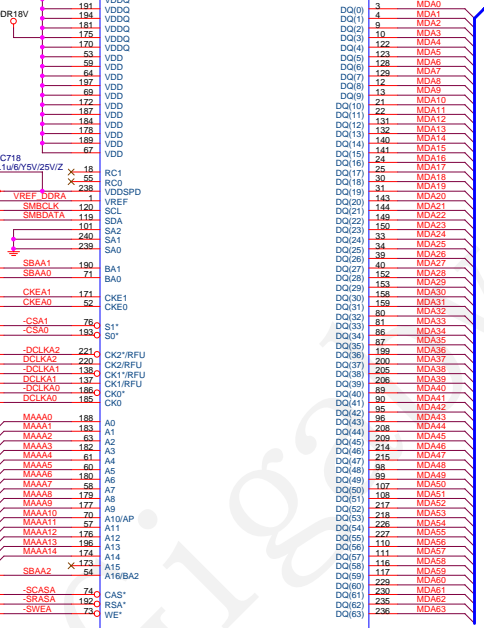 VDDQ
191 VDDQ
194 VDDQ
DR18V
181 VDDQ
175 VDDQ
170 VDDQ
53 VDD
59 VDD
64 VDD
197 VDD
69 VDD
172 VDD
187 VDD
184 VDD
178 VDD
189 VDD
67 VDD
C718
.1u/6/Y5V/25V/Z
18 RC1
55 RC0
238 VDDSPD
VREF_DDRA 1 VREF
SMBCLK 120 SCL
SMBDATA 119 SDA
101 SA2
240 SA1
239 SA0
SBAA1 190 BA1
SBAA0 71 BA0
CKEA1 171 CKE1
CKEA0 52 CKE0
-CSA1 76 S1*
-CSA0 193 S0*
-DCLKA2 221 CK2*/RFU
DCLKA2 220 CK2/RFU
-DCLKA1 138 CK1*/RFU
DCLKA1 137 CK1/RFU
-DCLKA0 186 CK0*
DCLKA0 185 CK0
MAAA0 188 A0
MAAA1 183 A1
MAAA2 63 A2
MAAA3 182 A3
MAAA4 61 A4
MAAA5 60 A5
MAAA6 180 A6
MAAA7 58 A7
MAAA8 179 A8
MAAA9 177 A9
MAAA10 70 A10/AP
MAAA11 57 A11
MAAA12 176 A12
MAAA13 196 A13
MAAA14 174 A14
173 A15
SBAA2 54 A16/BA2
-SCASA 74 CAS*
-SRASA 192 RSA*
-SWEA 73 WE*
DQ(0) 3 MDA0
DQ(1) 4 MDA1
DQ(2) 9 MDA2
DQ(3) 10 MDA3
DQ(4) 122 MDA4
DQ(5) 123 MDA5
DQ(6) 128 MDA6
DQ(7) 129 MDA7
DQ(8) 12 MDA8
DQ(9) 13 MDA9
DQ(10) 21 MDA10
DQ(11) 22 MDA11
DQ(12) 131 MDA12
DQ(13) 132 MDA13
DQ(14) 140 MDA14
DQ(15) 141 MDA15
DQ(16) 24 MDA16
DQ(17) 25 MDA17
DQ(18) 30 MDA18
DQ(19) 31 MDA19
DQ(20) 143 MDA20
DQ(21) 144 MDA21
DQ(22) 149 MDA22
DQ(23) 150 MDA23
DQ(24) 33 MDA24
DQ(25) 34 MDA25
DQ(26) 39 MDA26
DQ(27) 40 MDA27
DQ(28) 152 MDA28
DQ(29) 153 MDA29
DQ(30) 158 MDA30
DQ(31) 159 MDA31
DQ(32) 80 MDA32
DQ(33) 81 MDA33
DQ(34) 86 MDA34
DQ(35) 87 MDA35
DQ(36) 199 MDA36
DQ(37) 200 MDA37
DQ(38) 205 MDA38
DQ(39) 206 MDA39
DQ(40) 89 MDA40
DQ(41) 90 MDA41
DQ(42) 95 MDA42
DQ(43) 96 MDA43
DQ(44) 208 MDA44
DQ(45) 209 MDA45
DQ(46) 214 MDA46
DQ(47) 215 MDA47
DQ(48) 98 MDA48
DQ(49) 99 MDA49
DQ(50) 107 MDA50
DQ(51) 108 MDA51
DQ(52) 217 MDA52
DQ(53) 218 MDA53
DQ(54) 226 MDA54
DQ(55) 227 MDA55
DQ(56) 110 MDA56
DQ(57) 111 MDA57
DQ(58) 116 MDA58
DQ(59) 117 MDA59
DQ(60) 229 MDA60
DQ(61) 230 MDA61
DQ(62) 235 MDA62
DQ(63) 236 MDA63